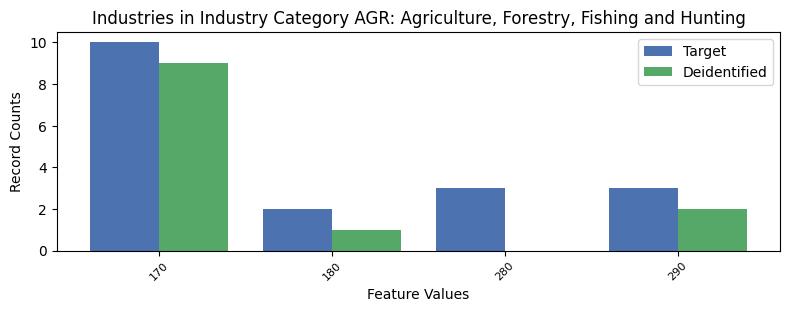 Industries in Industry Category AGR: Agriculture, Forestry, Fishing and Hunting
Target
Deidentified
Record Counts
10
8
6
4
2
0
170
180
280
290
Feature Values